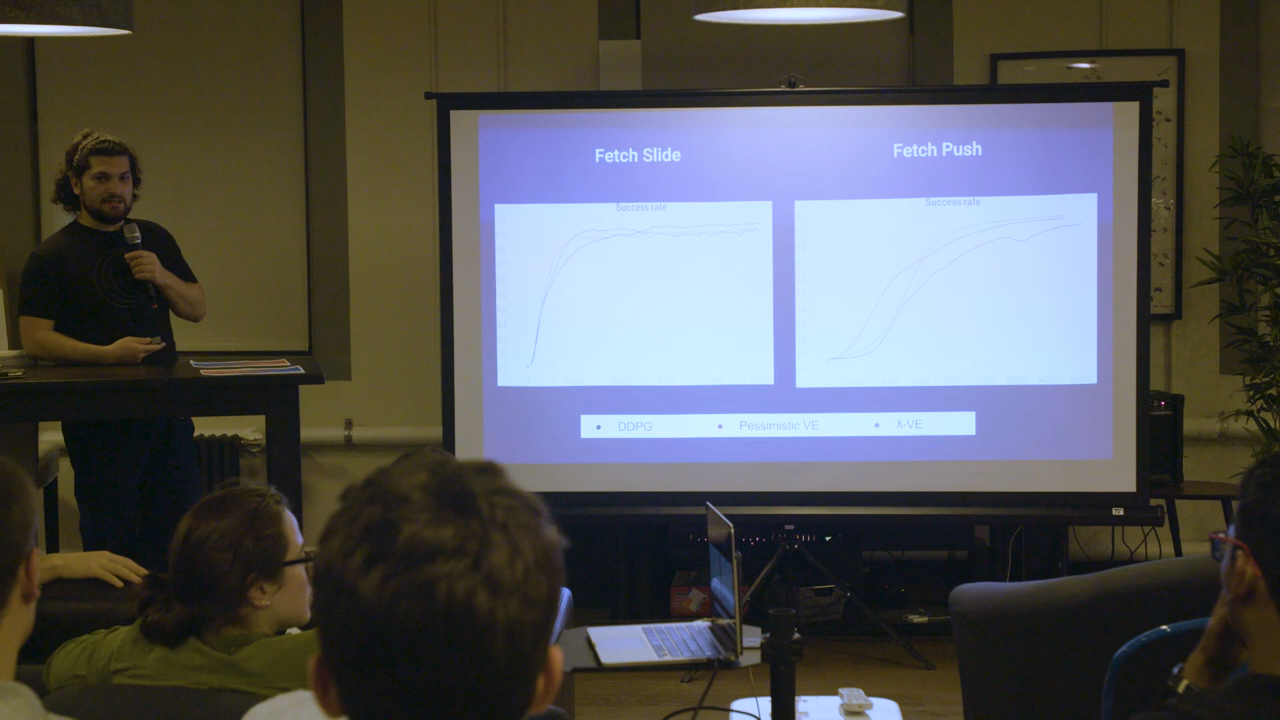 Fetch Slide
Fetch Push
Success rate
Success rate
DDPG
Pessimistic VE
λ-VE